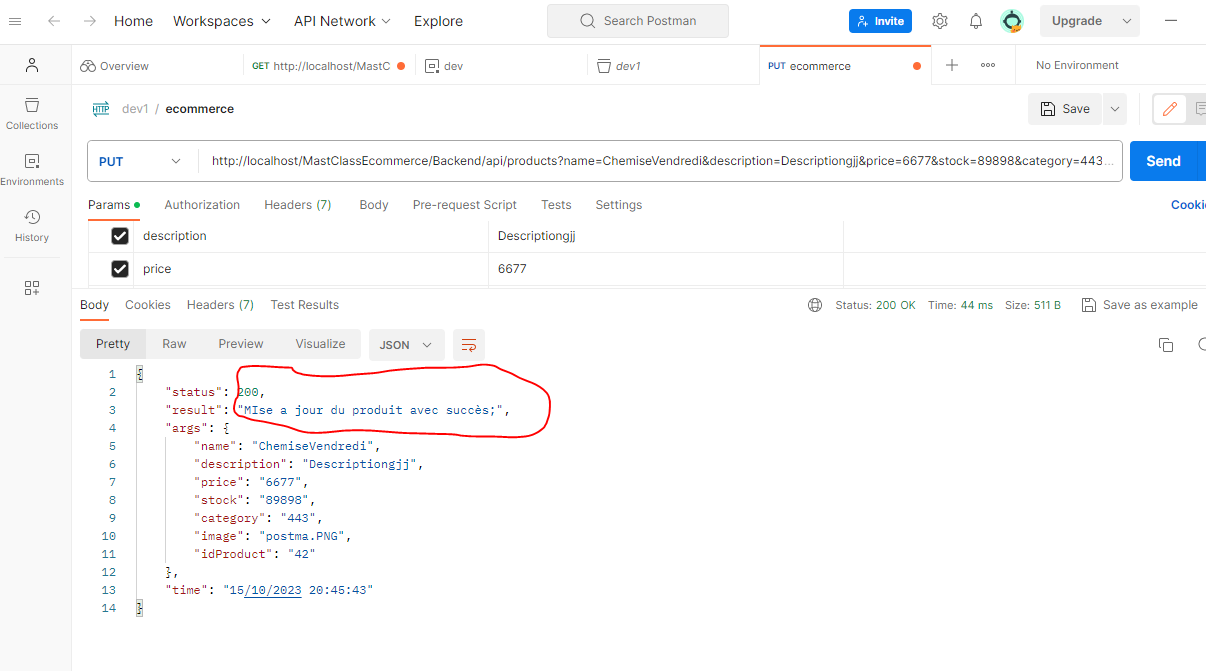 Home Workspaces API Network Explore Search Postman Invite Upgrade
Overview GET http://localhost/MastC dev dev1 PUT ecommerce No Environment
HTTP dev1 / ecommerce Save
Collections
Environments
History
PUT http://localhost/MastClassEcommerce/Backend/api/products?name=ChemiseVendredi&description=Descriptiongjj&price=6677&stock=89898&category=443... Send
Params Authorization Headers (7) Body Pre-request Script Tests Settings Cookie
description Descriptiongjj
price 6677
Body Cookies Headers (7) Test Results Status: 200 OK Time: 44 ms Size: 511 B Save as example
Pretty Raw Preview Visualize JSON
1 {
2 "status": 200,
3 "result": "MIse a jour du produit avec succès;",
4 "args": {
5 "name": "ChemiseVendredi",
6 "description": "Descriptiongjj",
7 "price": "6677",
8 "stock": "89898",
9 "category": "443",
10 "image": "postma.PNG",
11 "idProduct": "42"
12 },
13 "time": "15/10/2023 20:45:43"
14 }